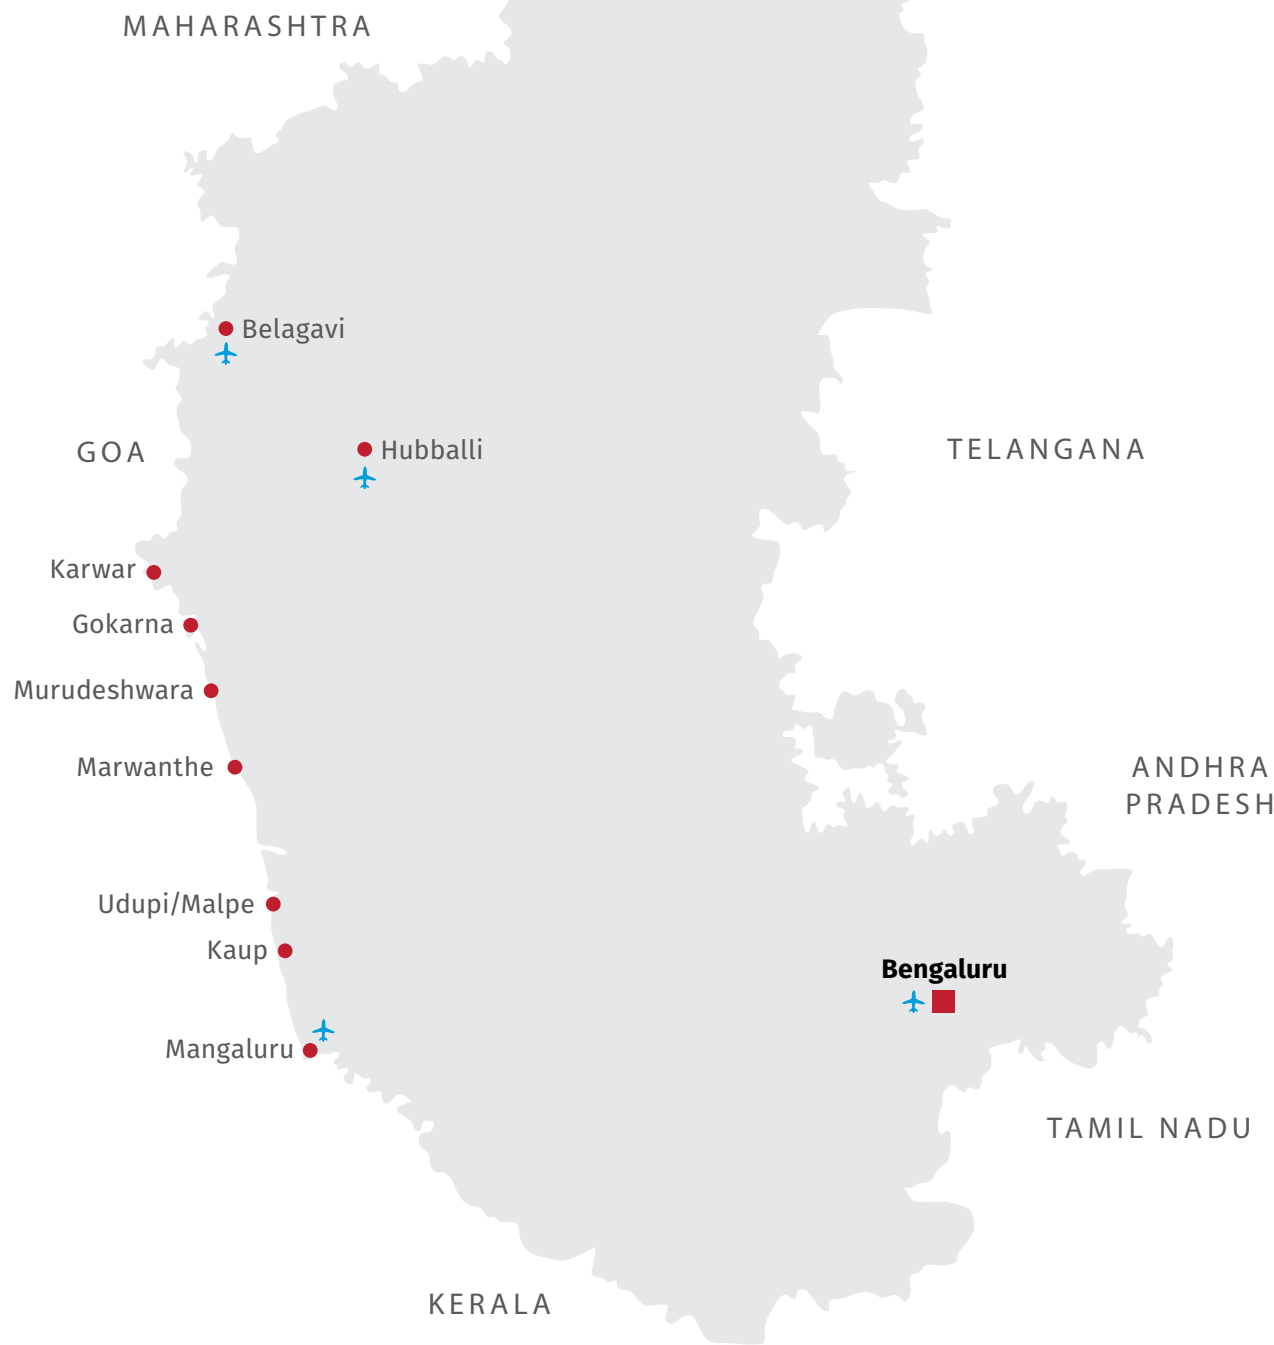 MAHARASHTRA
Belagavi
GOA
Hubballi
TELANGANA
Karwar
Gokarna
Murudeshwara
Marwanthe
ANDHRA
PRADESH
Udupi/Malpe
Kaup
Bengaluru
Mangaluru
TAMIL NADU
KERALA